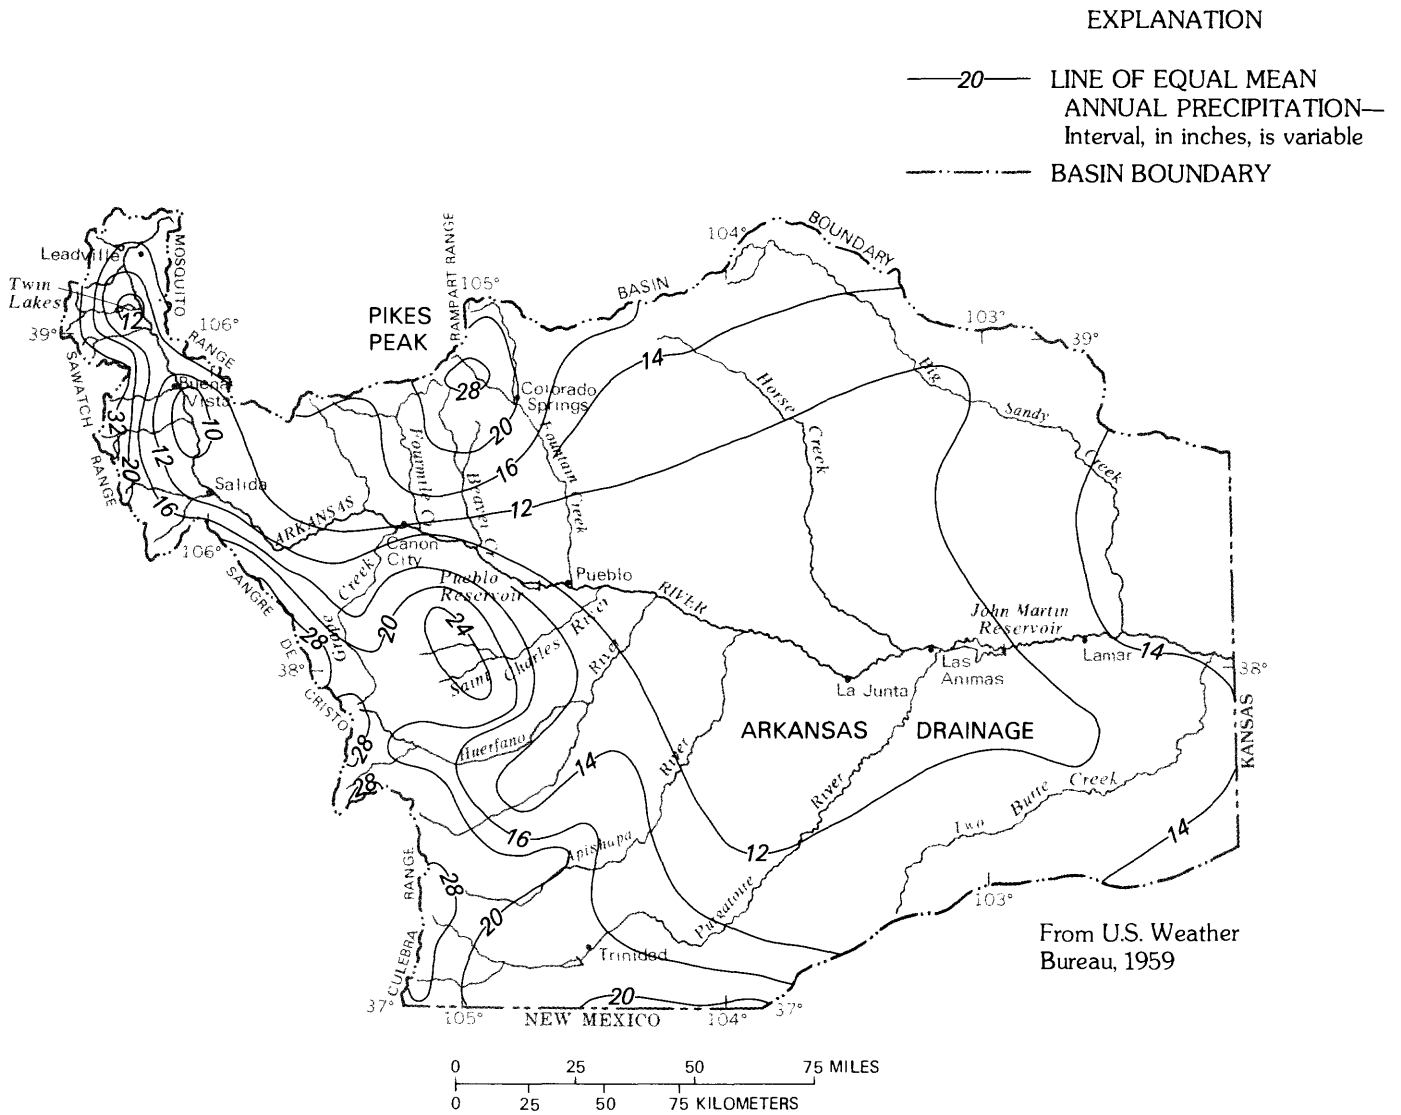 EXPLANATION
20
LINE OF EQUAL MEAN
ANNUAL PRECIPITATION—
Interval, in inches, is variable
BASIN BOUNDARY
BASIN
BOUNDARY
104°
105°
RAMPART RANGE
PIKES
PEAK
Leadville
MOSQUITO
RANGE
Twin
Lakes
12
39°
106°
103°
39°
SAWATCH
RANGE
Buena
Vista
32
10
12
20
16
Salida
106°
28
Colorado
Springs
20
16
12
14
Horse
Creek
Big
Sandy
Creek
Fourmile Cr
Beaver Cr
Fountain Creek
ARKANSAS
RIVER
Canon
City
Grape
Creek
Pueblo
Reservoir
Pueblo
SANGRE
DE
CRISTO
28
38°
20
24
Saint Charles River
River
Huerfano
28
28
14
16
Apishapa
River
John Martin
Reservoir
Las
Animas
La Junta
Lamar
14
38°
KANSAS
ARKANSAS DRAINAGE
Two Butte Creek
14
12
Purgatoire
River
RANGE
CULEBRA
28
20
Trinidad
20
37°
105°
NEW MEXICO
104°
37°
103°
From U.S. Weather
Bureau, 1959
0 25 50 75 MILES
0 25 50 75 KILOMETERS